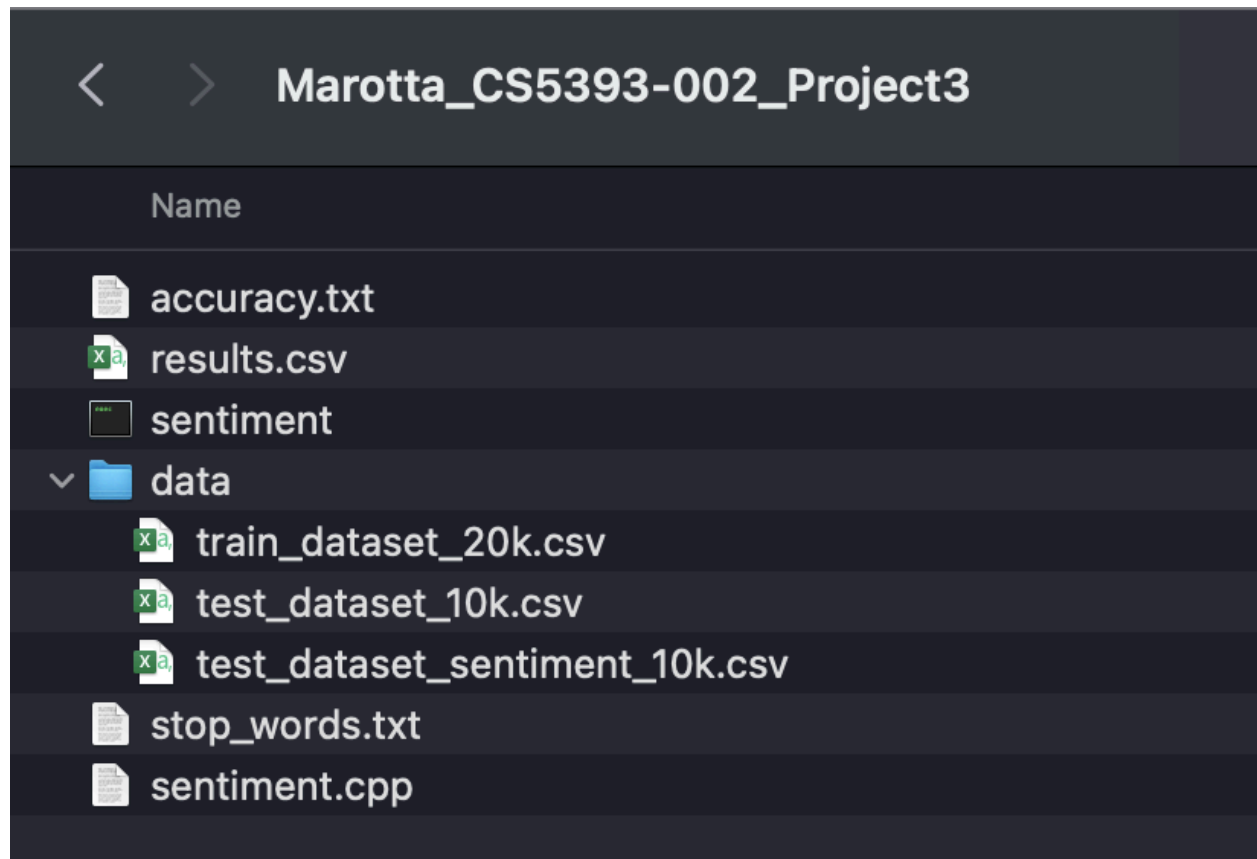 Marotta_CS5393-002_Project3
Name
accuracy.txt
results.csv
sentiment
data
train_dataset_20k.csv
test_dataset_10k.csv
test_dataset_sentiment_10k.csv
stop_words.txt
sentiment.cpp